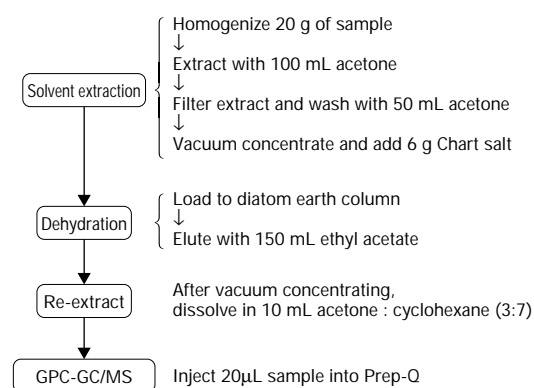 Homogenize 20 g of sample
↓
Extract with 100 mL acetone
↓
Solvent extraction
Filter extract and wash with 50 mL acetone
↓
Vacuum concentrate and add 6 g Chart salt
Load to diatom earth column
↓
Dehydration
Elute with 150 mL ethyl acetate
Re-extract
After vacuum concentrating,
dissolve in 10 mL acetone : cyclohexane (3:7)
GPC-GC/MS
Inject 20µL sample into Prep-Q